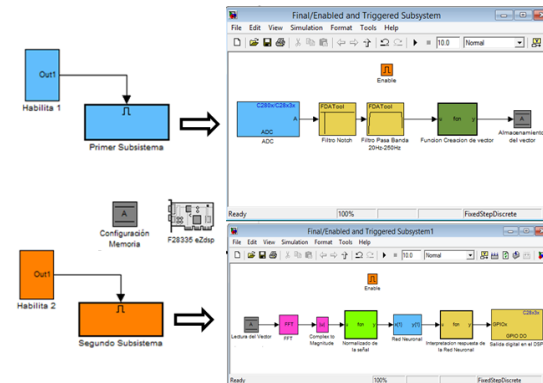 Out1
Habilita 1
Primer Subsistema
A
Configuración
Memoria
F28335 eZdsp
Out1
Habilita 2
Segundo Subsistema
Final/Enabled and Triggered Subsystem
File Edit View Simulation Format Tools Help
10.0 Normal
Enable
C280x/C28x3x
A
ADC
ADC
FDATool
Filtro Notch
FDATool
Filtro Pasa Banda
20Hz-250Hz
fcn
Funcion Creacion de vector
A
Almacenamiento
del vector
Ready 100% FixedStepDiscrete
Final/Enabled and Triggered Subsystem1
File Edit View Simulation Format Tools Help
10.0 Normal
Enable
A
Lectura del Vector
FFT
FFT
|u|
Complex to
Magnitude
fcn y
Normalizado de
la señal
x{1} y{1}
Red Neuronal
fcn y
Interpretacion respuesta de
la Red Neuronal
C28x3x
GPIOx
GPIO DO
Salida digital en el DSP
Ready 100% FixedStepDiscrete